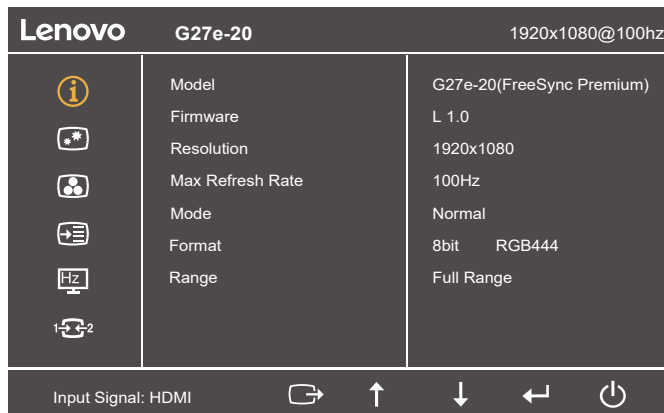 Lenovo G27e-20 1920x1080@100hz
Model G27e-20(FreeSync Premium)
Firmware L 1.0
Resolution 1920x1080
Max Refresh Rate 100Hz
Mode Normal
Format 8bit RGB444
Range Full Range
Hz
1 2
Input Signal: HDMI